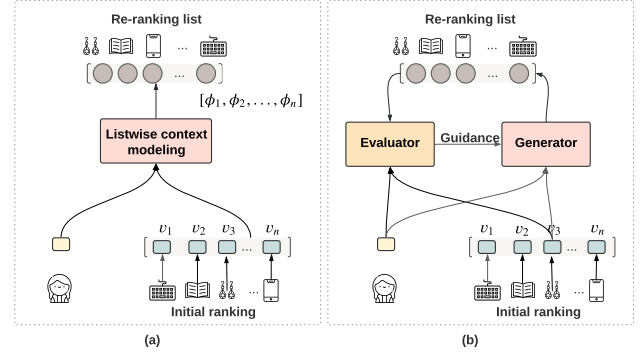 Re-ranking list
...
...
[ϕ₁, ϕ₂, . . . , ϕₙ]
Listwise context
modeling
v₁ v₂ v₃ vₙ
...
...
Initial ranking
(a)
Re-ranking list
...
...
Evaluator
Guidance
Generator
v₁ v₂ v₃ vₙ
...
...
Initial ranking
(b)